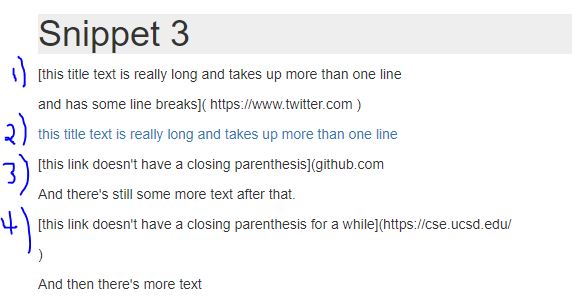 Snippet 3
1) [this title text is really long and takes up more than one line
and has some line breaks]( https://www.twitter.com )
2) this title text is really long and takes up more than one line
3) [this link doesn't have a closing parenthesis](github.com
And there's still some more text after that.
4) [this link doesn't have a closing parenthesis for a while](https://cse.ucsd.edu/
)
And then there's more text